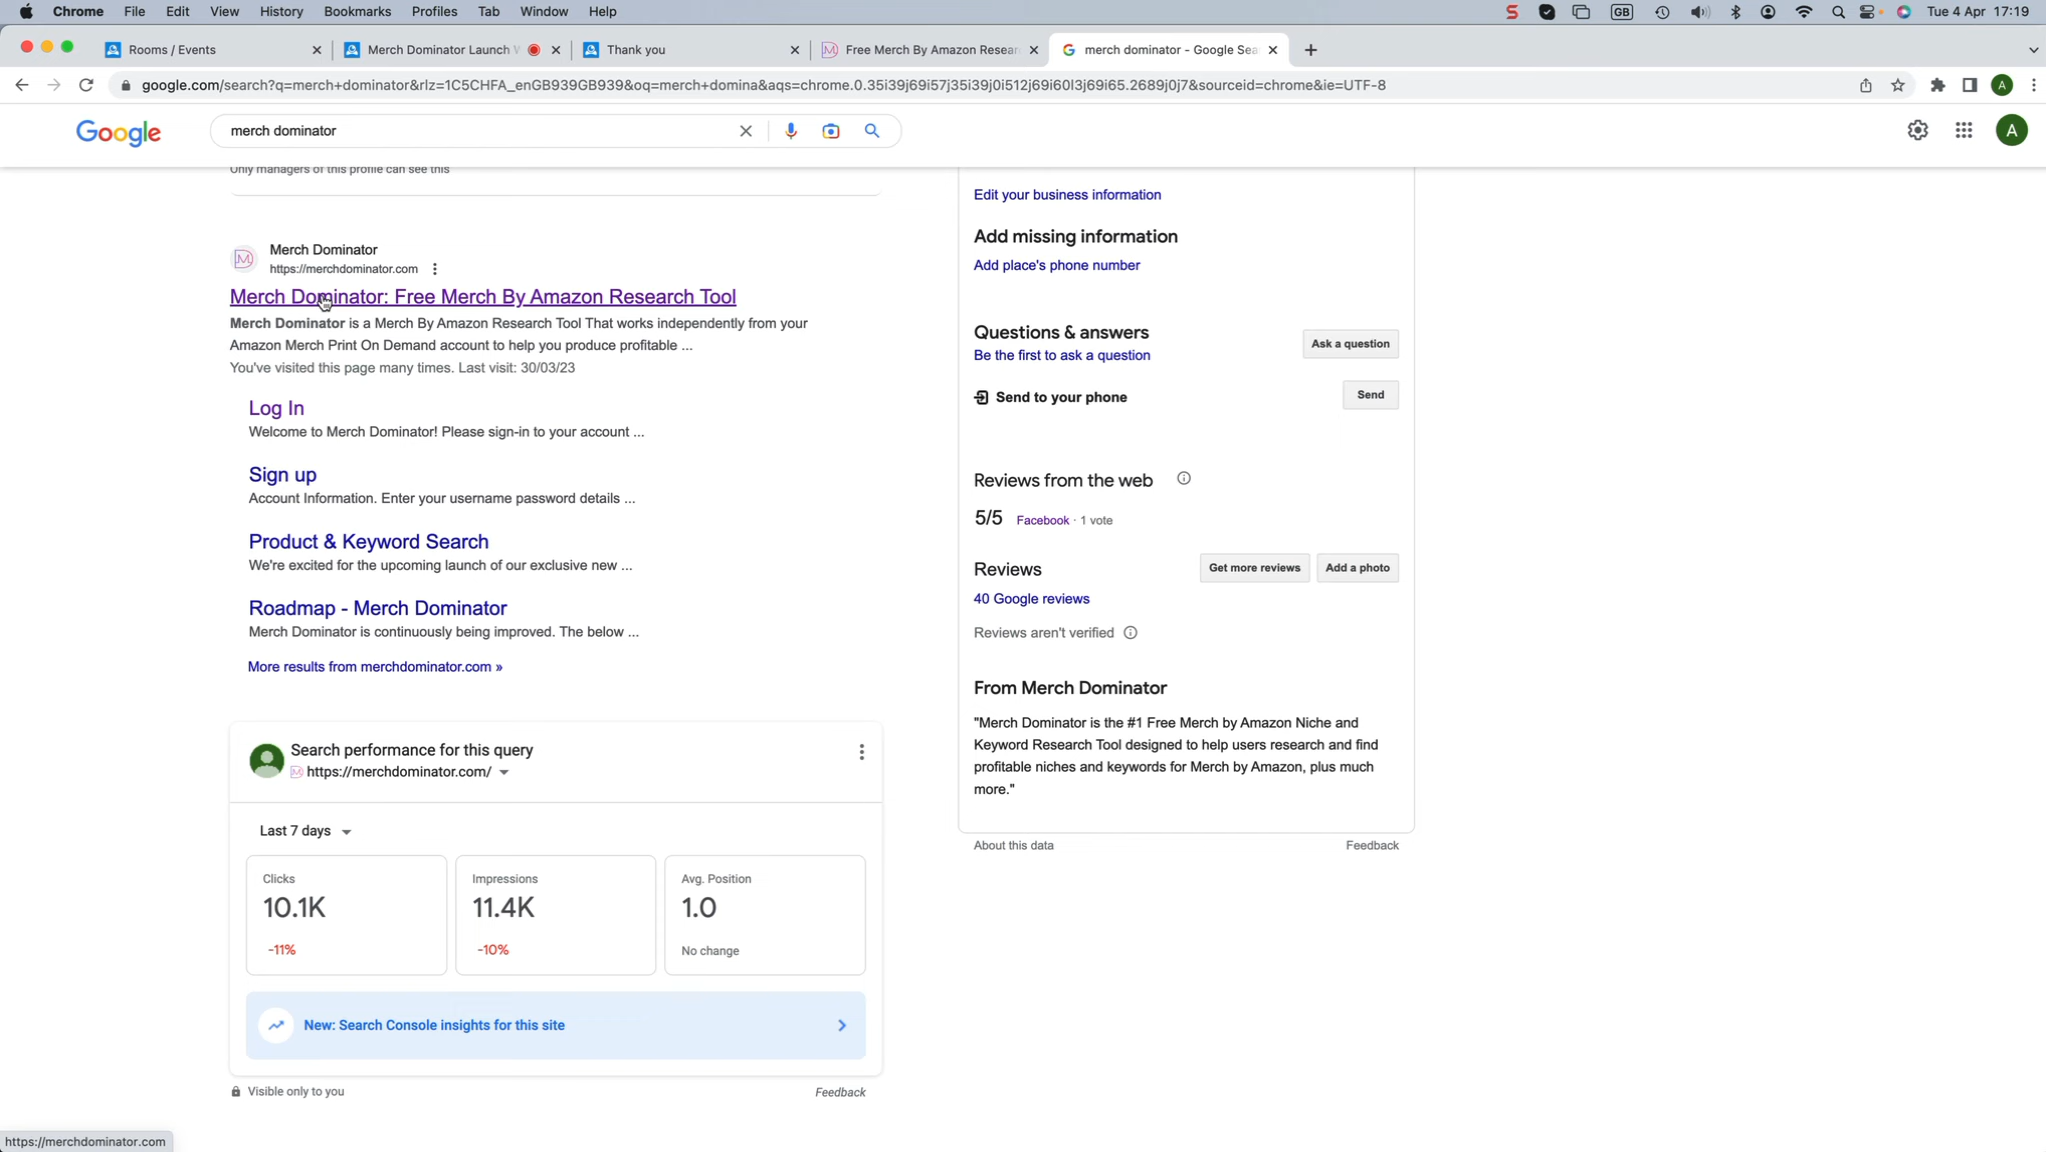 Chrome File Edit View History Bookmarks Profiles Tab Window Help
S GB Tue 4 Apr 17:19
Rooms / Events
Merch Dominator Launch W
Thank you
Free Merch By Amazon Resear
merch dominator - Google Sea
google.com/search?q=merch+dominator&rlz=1C5CHFA_enGB939GB939&oq=merch+domina&aqs=chrome.0.35i39j69i57j35i39j0i512j69i60l3j69i65.2689j0j7&sourceid=chrome&ie=UTF-8
A
Google
merch dominator
A
Only managers of this profile can see this
Merch Dominator
https://merchdominator.com
Merch Dominator: Free Merch By Amazon Research Tool
Merch Dominator is a Merch By Amazon Research Tool That works independently from your
Amazon Merch Print On Demand account to help you produce profitable ...
You've visited this page many times. Last visit: 30/03/23
Log In
Welcome to Merch Dominator! Please sign-in to your account ...
Sign up
Account Information. Enter your username password details ...
Product & Keyword Search
We're excited for the upcoming launch of our exclusive new ...
Roadmap - Merch Dominator
Merch Dominator is continuously being improved. The below ...
More results from merchdominator.com »
Search performance for this query
https://merchdominator.com/
Last 7 days
Clicks
10.1K
-11%
Impressions
11.4K
-10%
Avg. Position
1.0
No change
New: Search Console insights for this site
Visible only to you
Feedback
Edit your business information
Add missing information
Add place's phone number
Questions & answers
Be the first to ask a question
Ask a question
Send to your phone
Send
Reviews from the web
5/5 Facebook · 1 vote
Reviews
Get more reviews
Add a photo
40 Google reviews
Reviews aren't verified
From Merch Dominator
"Merch Dominator is the #1 Free Merch by Amazon Niche and
Keyword Research Tool designed to help users research and find
profitable niches and keywords for Merch by Amazon, plus much
more."
About this data
Feedback
https://merchdominator.com